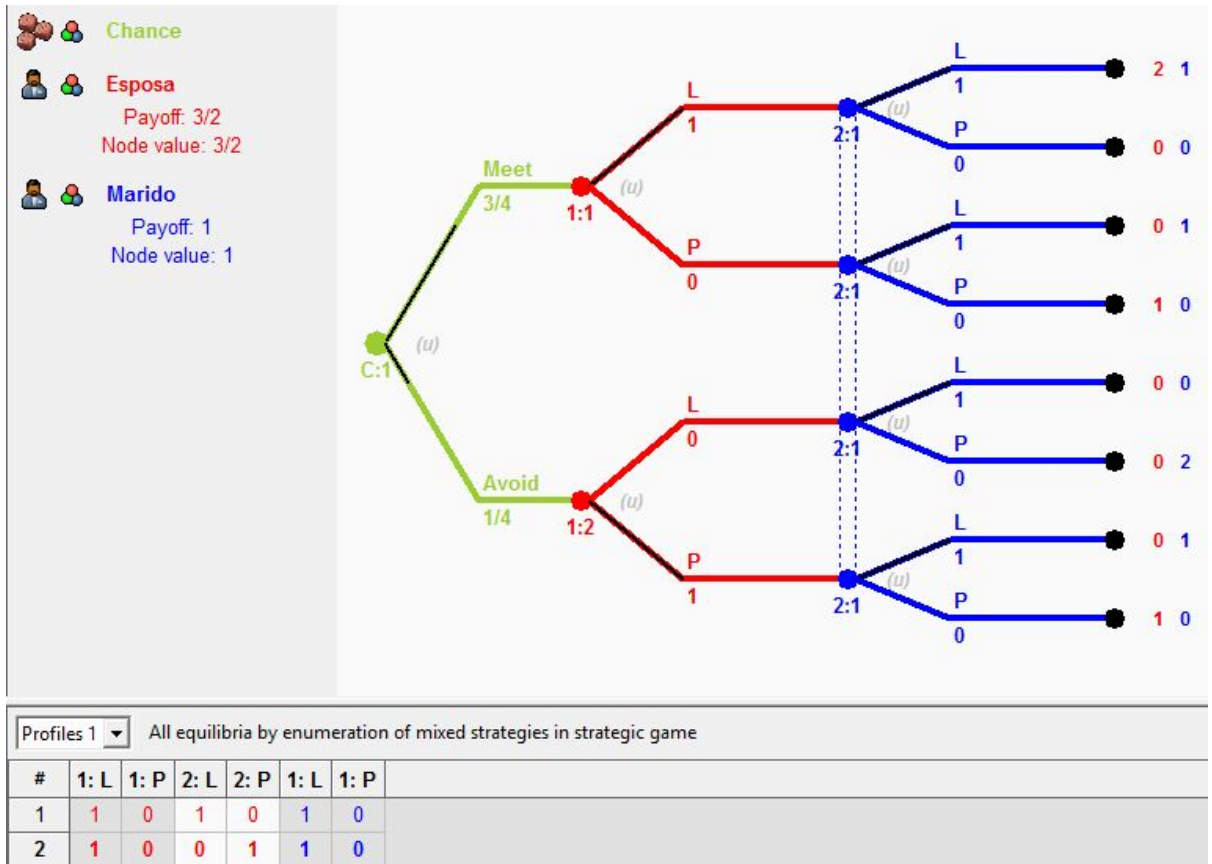 Chance
Esposa
Payoff: 3/2
Node value: 3/2
Marido
Payoff: 1
Node value: 1
C:1
(u)
Meet
3/4
Avoid
1/4
1:1
(u)
L
1
P
0
1:2
(u)
L
0
P
1
2:1
(u)
L
1
2 1
P
0
0 0
2:1
(u)
L
1
0 1
P
0
1 0
2:1
(u)
L
1
0 0
P
0
0 2
2:1
(u)
L
1
0 1
P
0
1 0
Profiles 1 All equilibria by enumeration of mixed strategies in strategic game
# 1: L 1: P 2: L 2: P 1: L 1: P
1 1 0 1 0 1 0
2 1 0 0 1 1 0